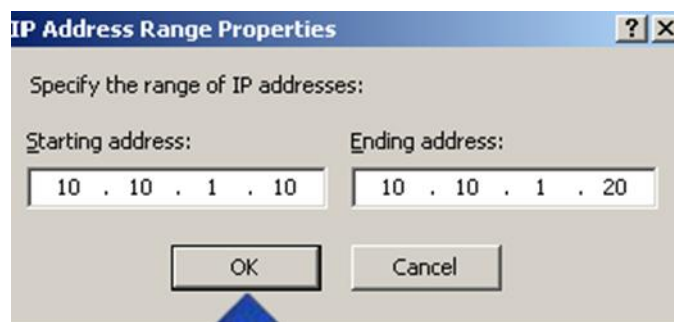 IP Address Range Properties
Specify the range of IP addresses:
Starting address: Ending address:
10 . 10 . 1 . 10 10 . 10 . 1 . 20
OK Cancel